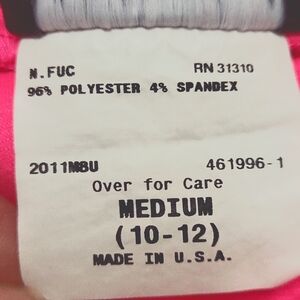 N.FUC RN 31310
96% POLYESTER 4% SPANDEX
2011MBU 461996-1
Over for Care
MEDIUM
(10-12)
MADE IN U.S.A.